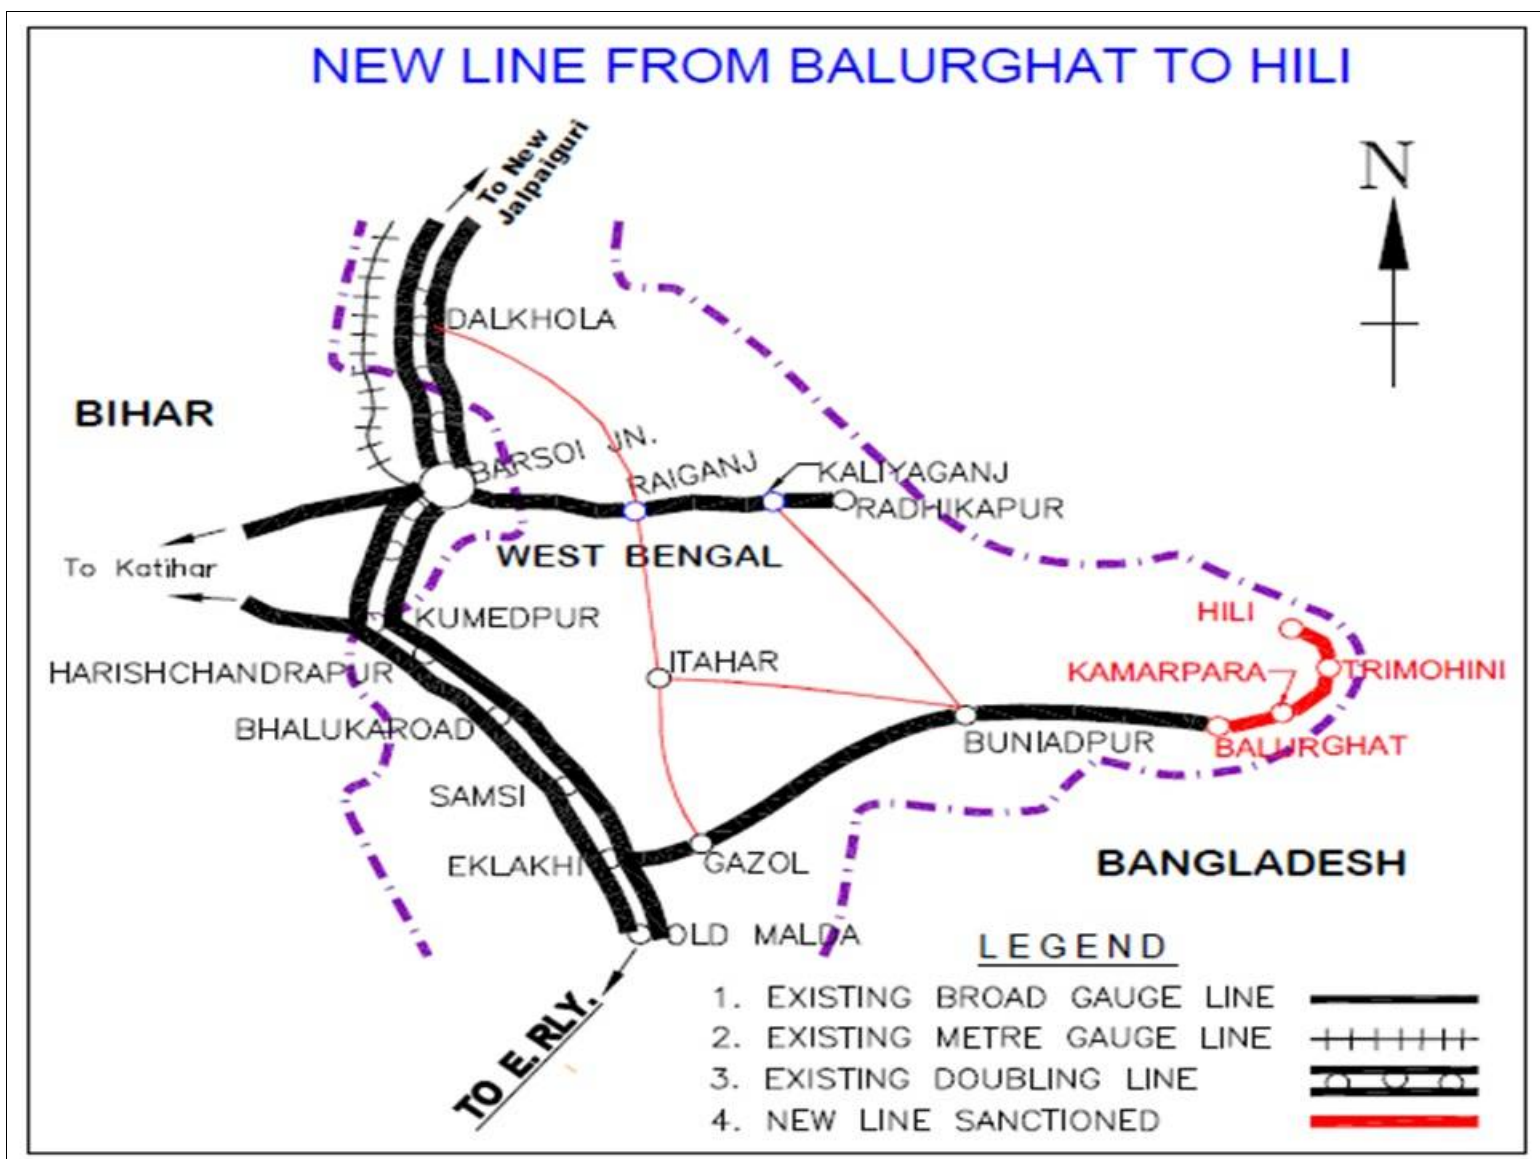 NEW LINE FROM BALURGHAT TO HILI
To New
Jalpaiguri
N
DALKHOLA
BIHAR
BARSOI JN.
RAIGANJ
KALIYAGANJ
RADHIKAPUR
WEST BENGAL
To Katihar
KUMEDPUR
HILI
HARISHCHANDRAPUR
ITAHAR
KAMARPARA
TRIMOHINI
BHALUKAROAD
BUNIADPUR
BALURGHAT
SAMSI
EKLAKHI
GAZOL
BANGLADESH
OLD MALDA
TO E. RLY.
LEGEND
1. EXISTING BROAD GAUGE LINE
2. EXISTING METRE GAUGE LINE
3. EXISTING DOUBLING LINE
4. NEW LINE SANCTIONED